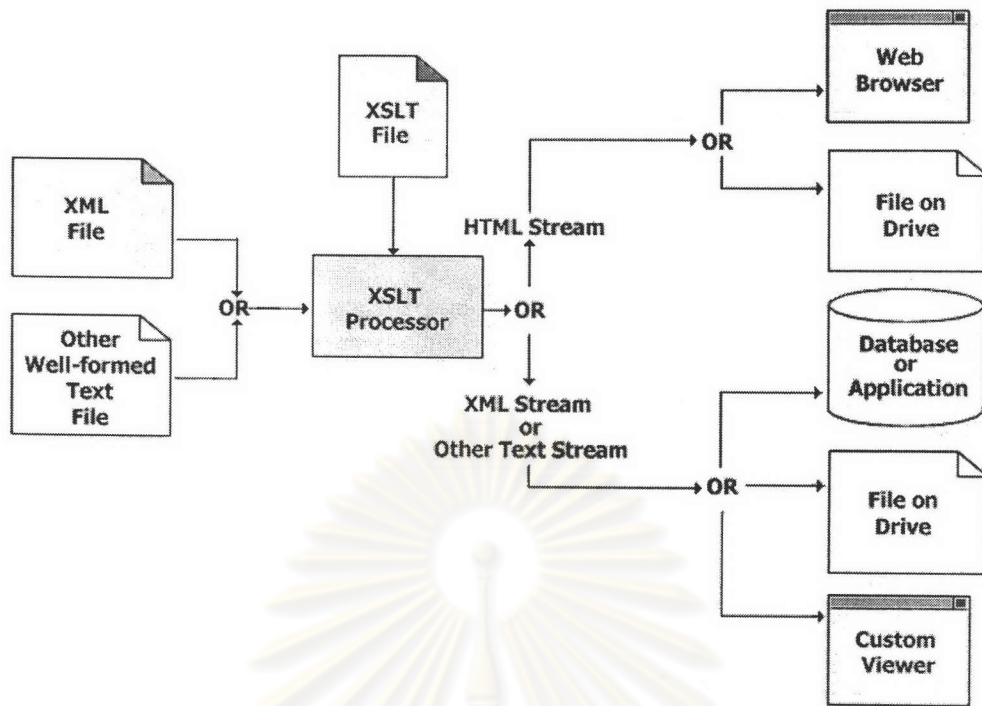 XML
File
Other
Well-formed
Text
File
OR
XSLT
File
XSLT
Processor
OR
HTML Stream
XML Stream
or
Other Text Stream
OR
Web
Browser
File on
Drive
OR
Database
or
Application
File on
Drive
Custom
Viewer